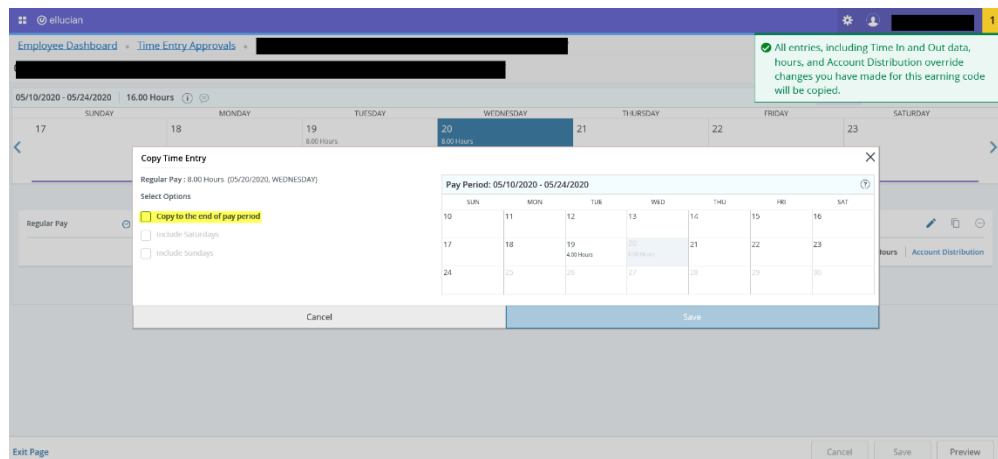 ellucian
1
Employee Dashboard • Time Entry Approvals •
All entries, including Time In and Out data,
hours, and Account Distribution override
changes you have made for this earning code
will be copied.
05/10/2020 - 05/24/2020 16.00 Hours
SUNDAY MONDAY TUESDAY WEDNESDAY THURSDAY FRIDAY SATURDAY
17 18 19 20 21 22 23
8.00 Hours 8.00 Hours
Copy Time Entry
Regular Pay : 8.00 Hours (05/20/2020, WEDNESDAY)
Select Options
Copy to the end of pay period
Include Saturdays
Include Sundays
Pay Period: 05/10/2020 - 05/24/2020
SUN MON TUE WED THU FRI SAT
10 11 12 13 14 15 16
17 18 19 20 21 22 23
4.00 Hours
24 25 26 27 28 29 30
Cancel Save
Regular Pay
Hours Account Distribution
Exit Page Cancel Save Preview